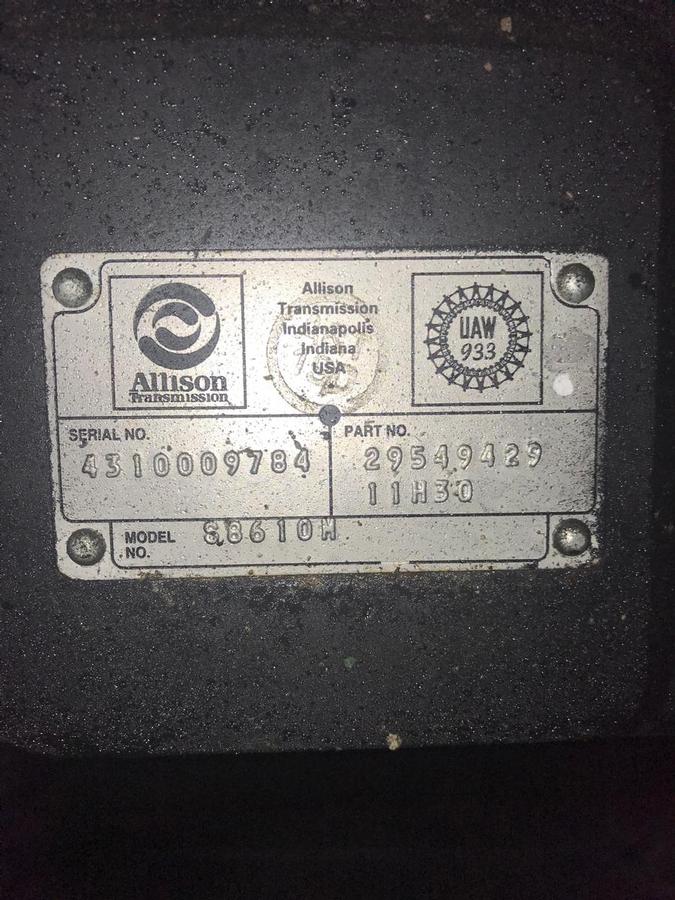 Allison
Transmission
Allison
Transmission
Indianapolis
Indiana
USA
UAW
933
SERIAL NO.
4310009784
PART NO.
29549429
11H30
MODEL NO.
S8610M